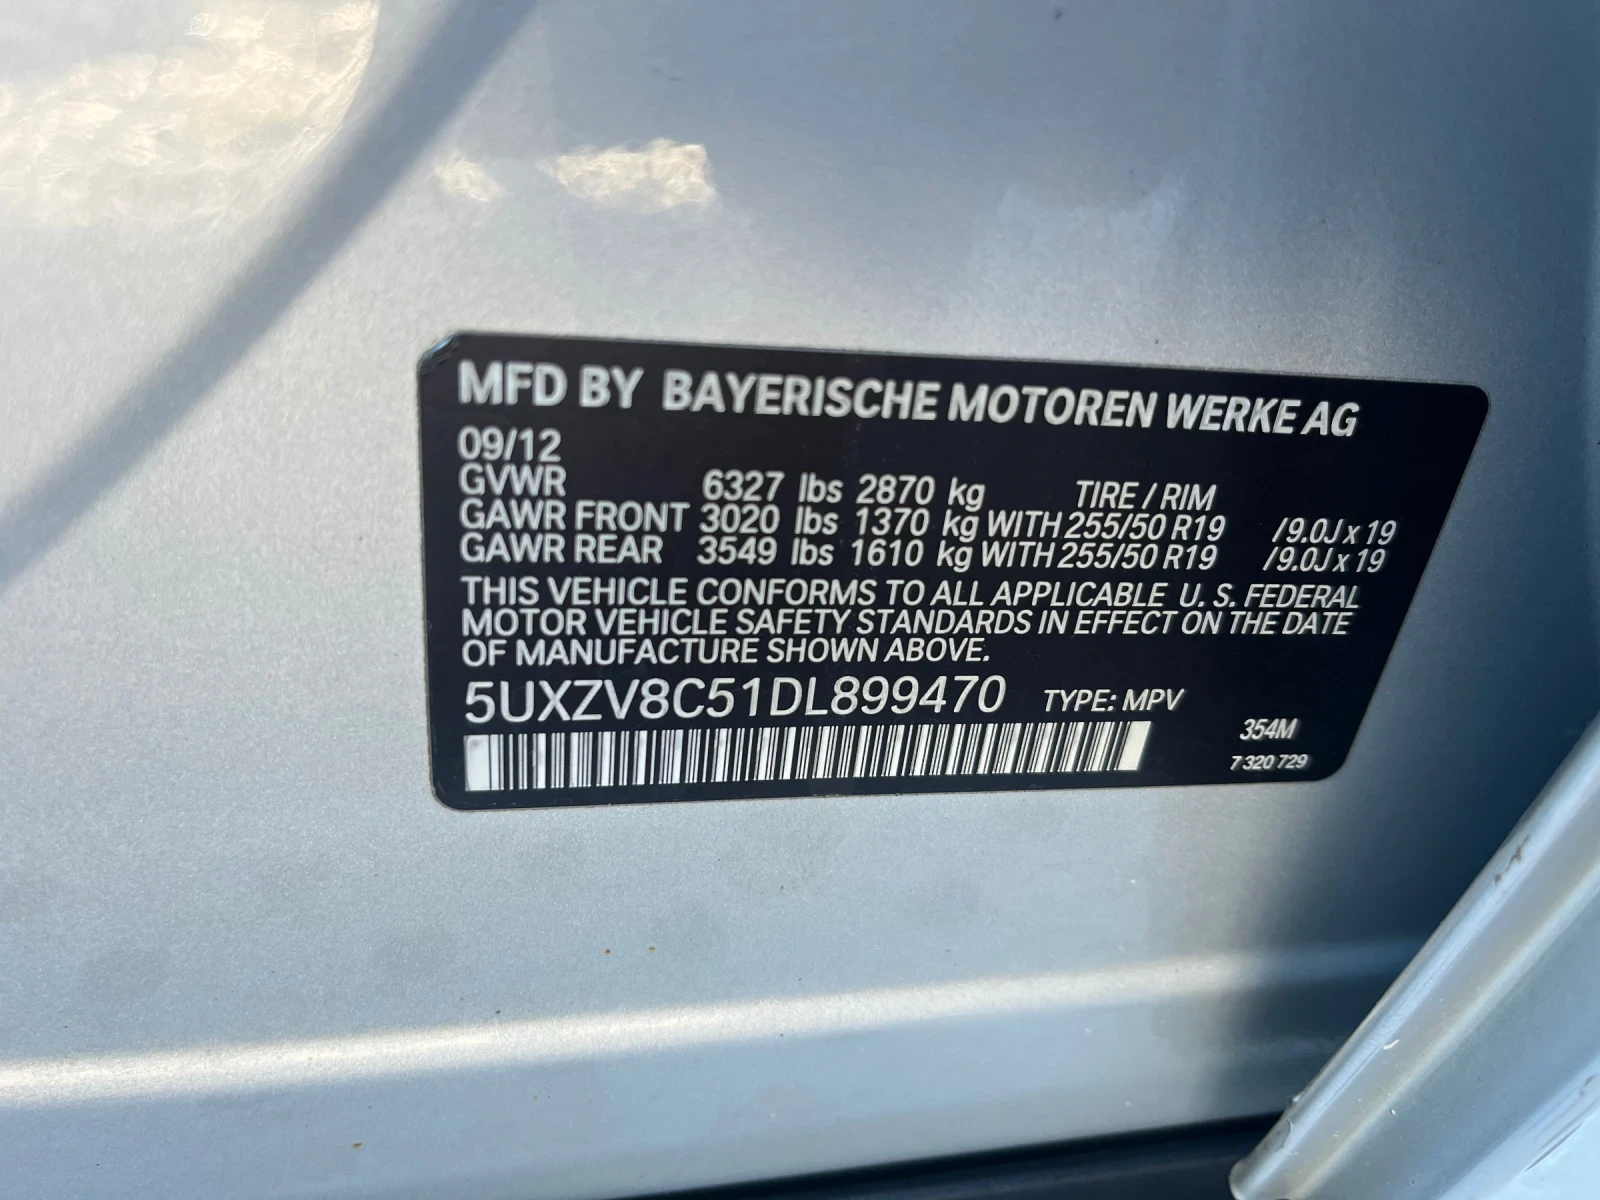 MFD BY BAYERISCHE MOTOREN WERKE AG
09/12
GVWR 6327 lbs 2870 kg TIRE / RIM
GAWR FRONT 3020 lbs 1370 kg WITH 255/50 R19 /9.0J x 19
GAWR REAR 3549 lbs 1610 kg WITH 255/50 R19 /9.0J x 19
THIS VEHICLE CONFORMS TO ALL APPLICABLE U. S. FEDERAL
MOTOR VEHICLE SAFETY STANDARDS IN EFFECT ON THE DATE
OF MANUFACTURE SHOWN ABOVE.
5UXZV8C51DL899470 TYPE: MPV
354M
7 320 729